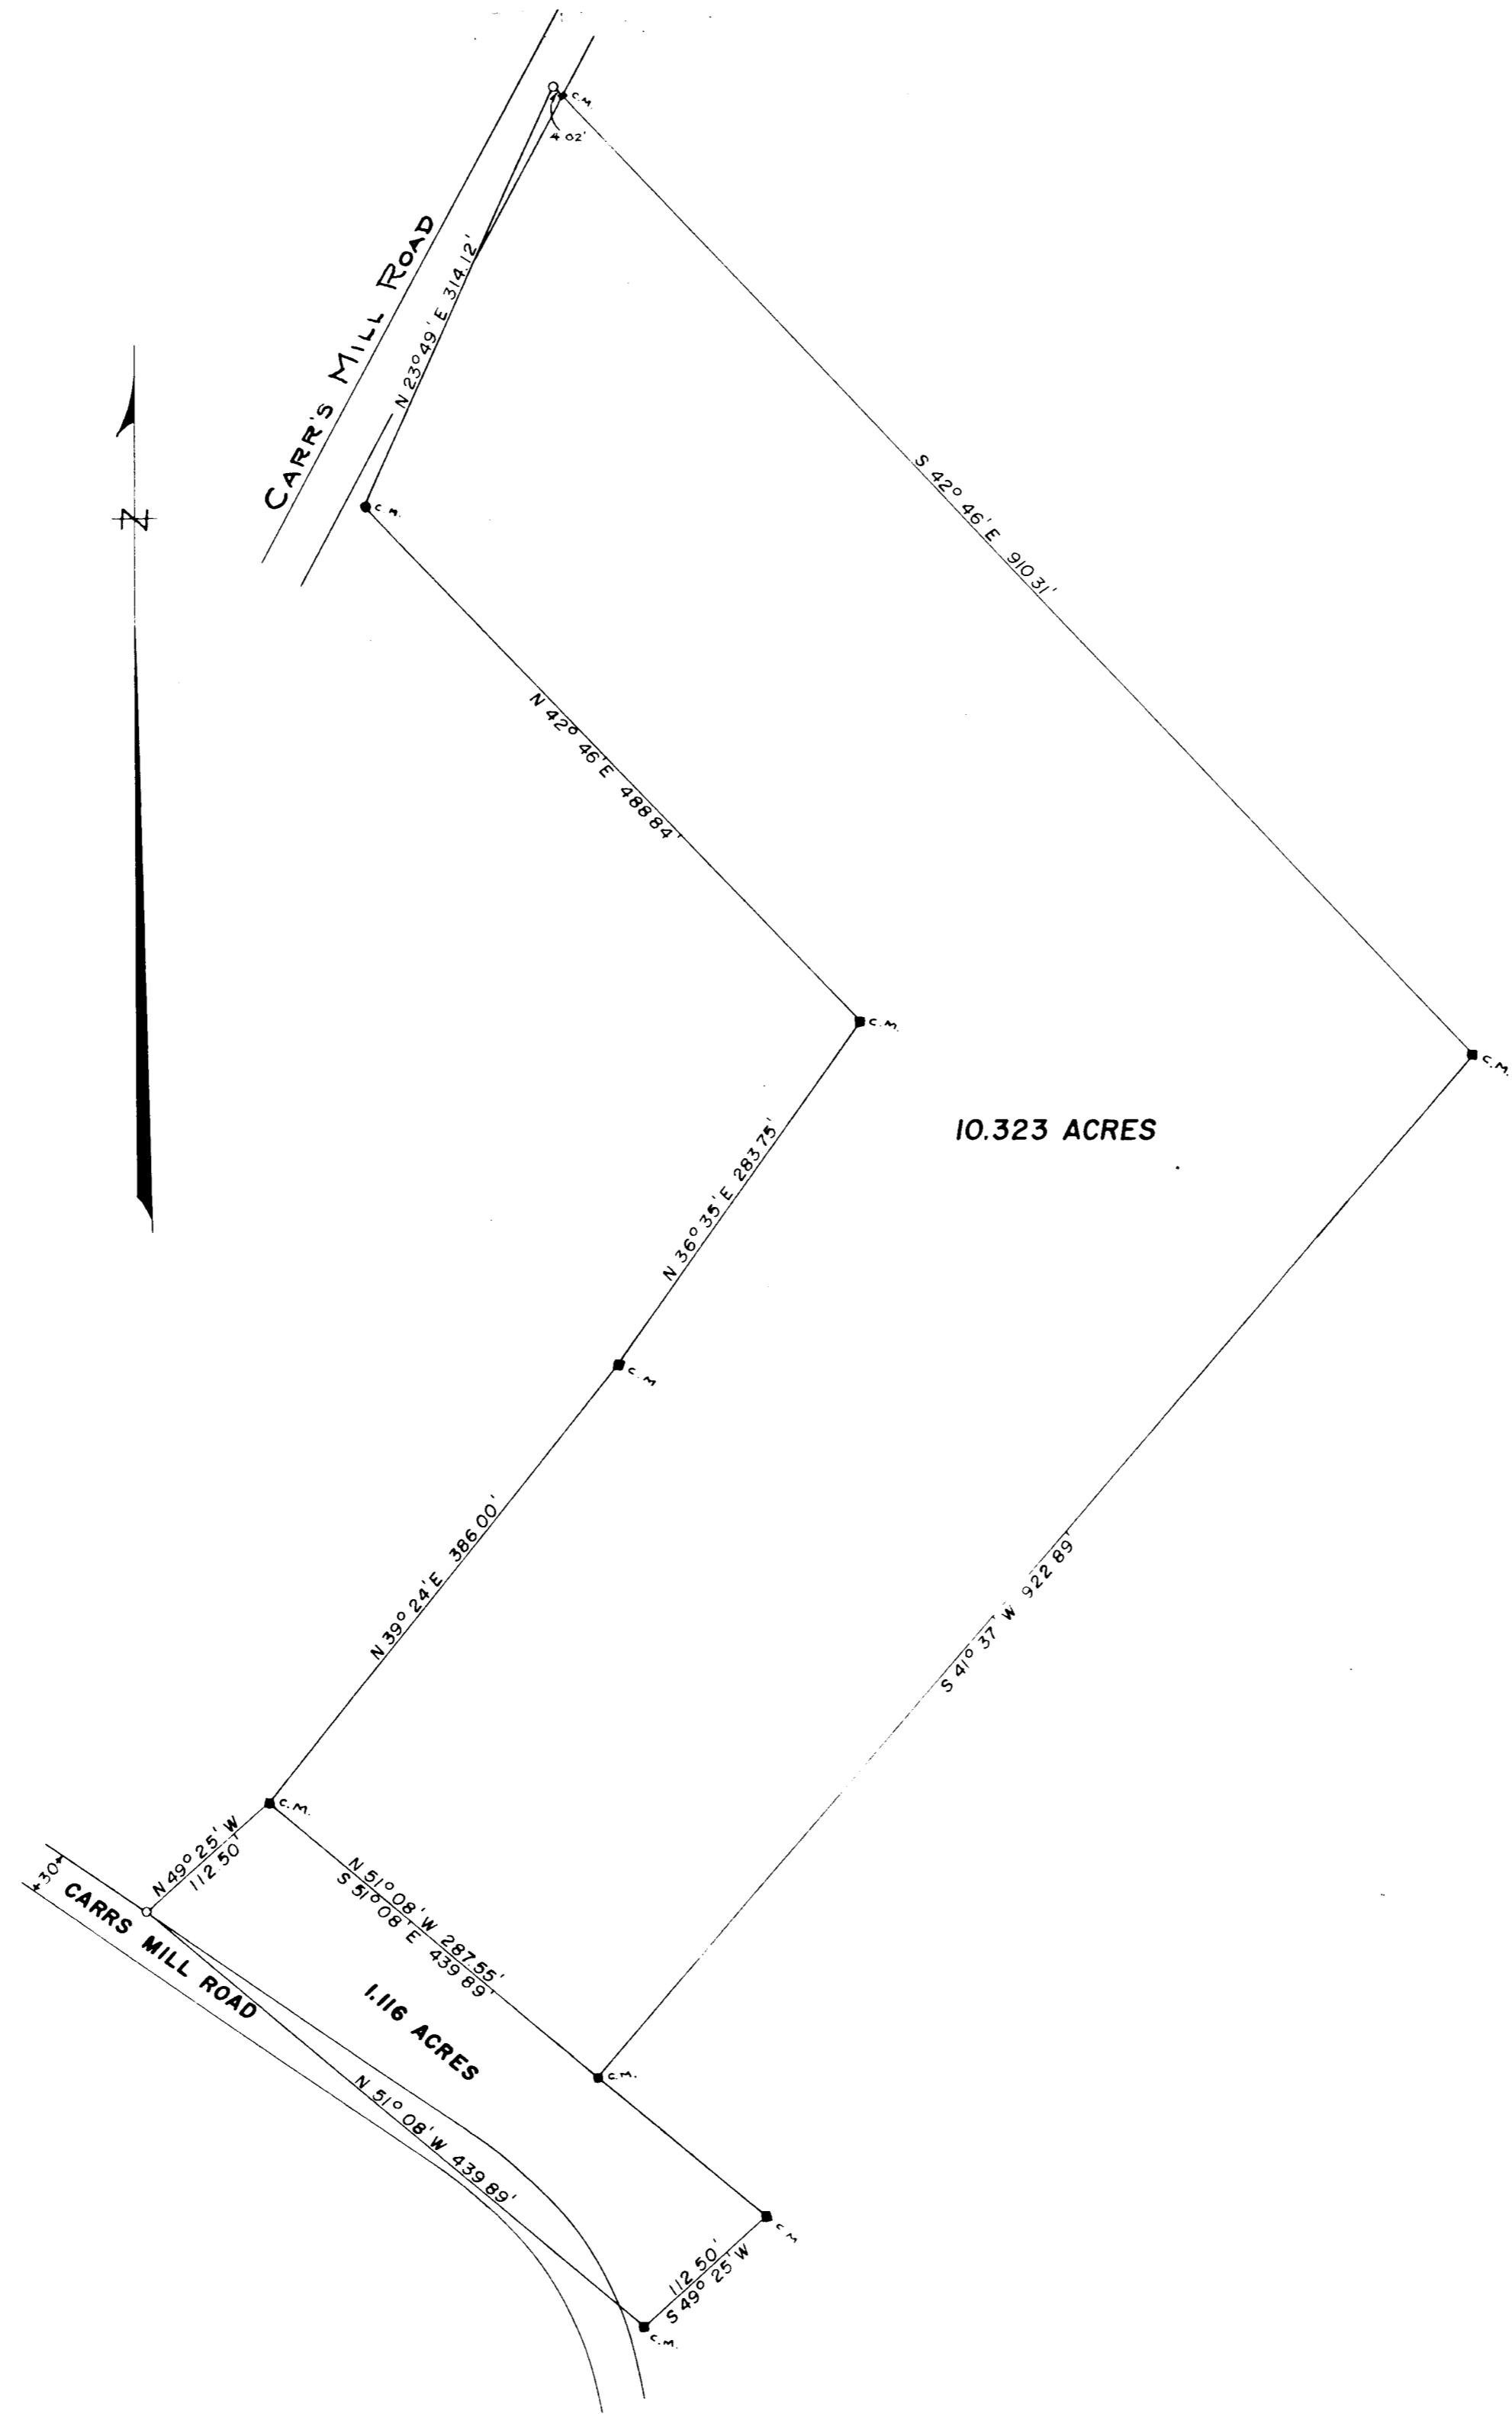 C.M.
4 02'
CARR'S MILL ROAD
N 23° 49' E 314.12'
C M.
N
S 42° 46' E 910 31'
N 42° 46' E 488 84'
C.M.
C.M.
10.323 ACRES
N 36° 35' E 283 75'
C.M
N 39° 24' E 386 00'
S 41° 37' W 922 89'
C.M.
N 49° 25' W
112.50'
30'
CARRS MILL ROAD
N 51° 08' W 287.55'
S 51° 08' E 439 89'
1.116 ACRES
C.M.
N 51° 08' W 439 89'
C M
112 50'
S 49° 25' W
C.M.